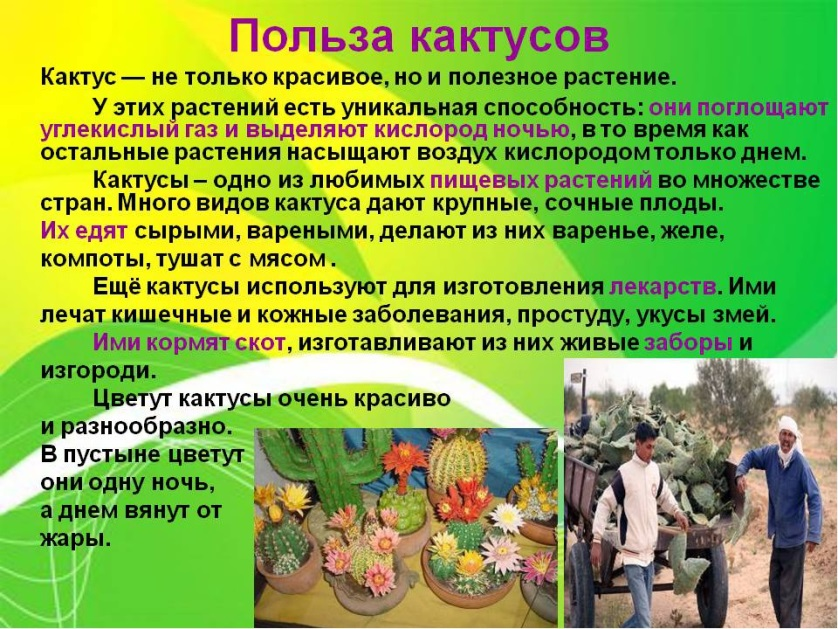 Польза кактусов
Кактус — не только красивое, но и полезное растение.
У этих растений есть уникальная способность: они поглощают
углекислый газ и выделяют кислород ночью, в то время как
остальные растения насыщают воздух кислородом только днем.
Кактусы – одно из любимых пищевых растений во множестве
стран. Много видов кактуса дают крупные, сочные плоды.
Их едят сырыми, вареными, делают из них варенье, желе,
компоты, тушат с мясом .
Ещё кактусы используют для изготовления лекарств. Ими
лечат кишечные и кожные заболевания, простуду, укусы змей.
Ими кормят скот, изготавливают из них живые заборы и
изгороди.
Цветут кактусы очень красиво
и разнообразно.
В пустыне цветут
они одну ночь,
а днем вянут от
жары.